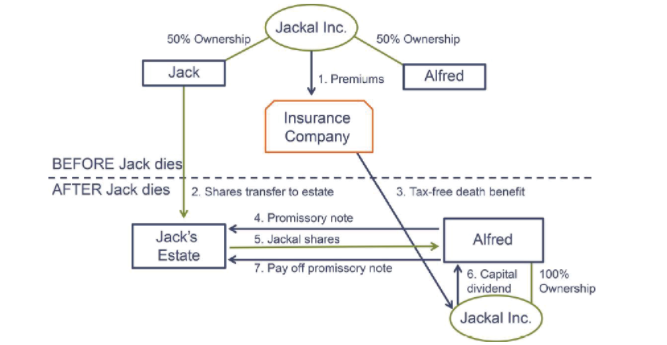 Jackal Inc.
50% Ownership
50% Ownership
Jack
1. Premiums
Alfred
Insurance
Company
BEFORE Jack dies
AFTER Jack dies
2. Shares transfer to estate
3. Tax-free death benefit
4. Promissory note
Jack's
Estate
5. Jackal shares
Alfred
7. Pay off promissory note
6. Capital
dividend
100%
Ownership
Jackal Inc.